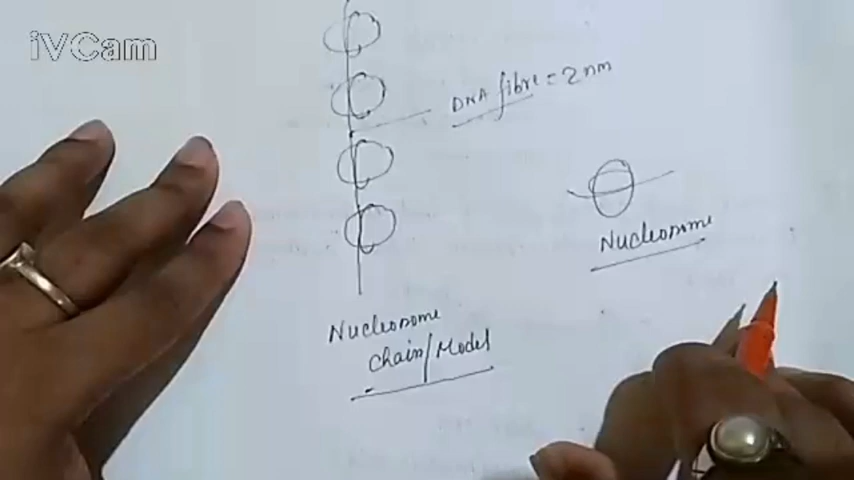 iVCam
DNA fibre = 2nm
Nucleosome
Nucleosome
chain/Model